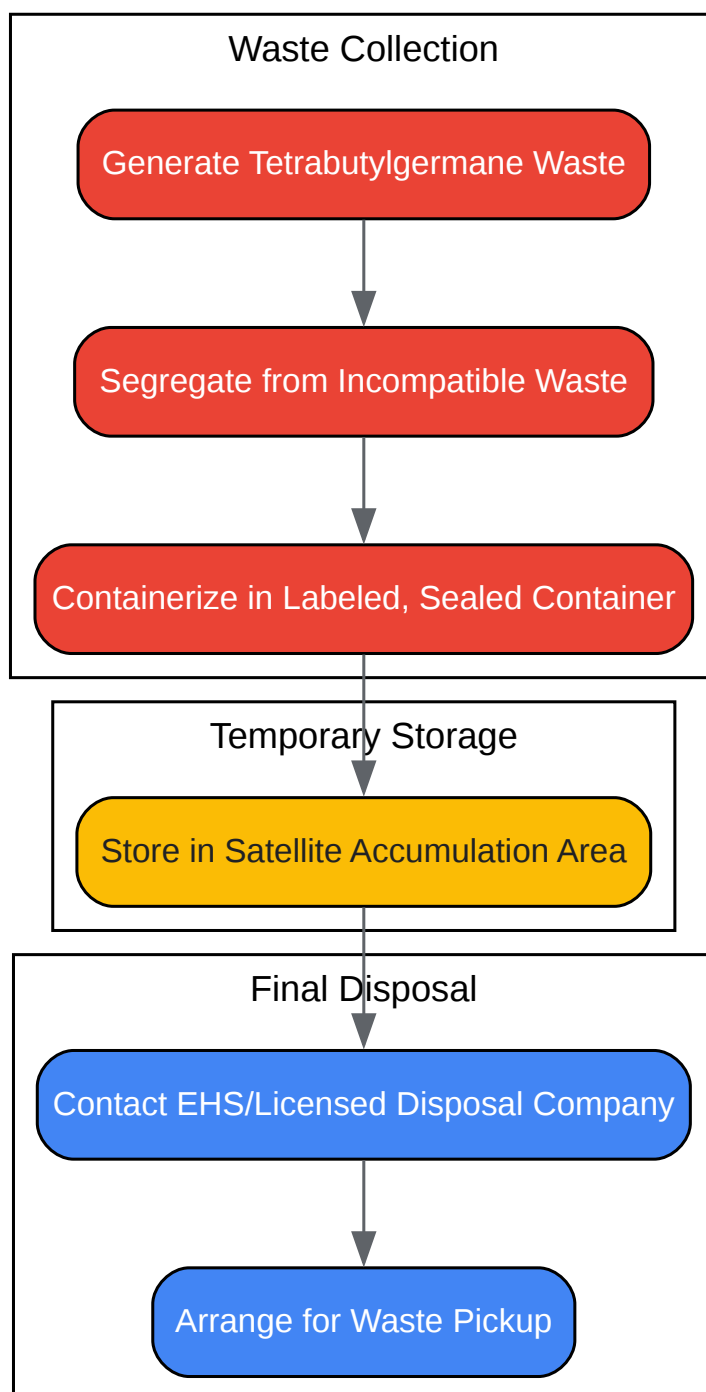 Waste Collection
Generate Tetrabutylgermane Waste
Segregate from Incompatible Waste
Containerize in Labeled, Sealed Container
Temporary Storage
Store in Satellite Accumulation Area
Final Disposal
Contact EHS/Licensed Disposal Company
Arrange for Waste Pickup